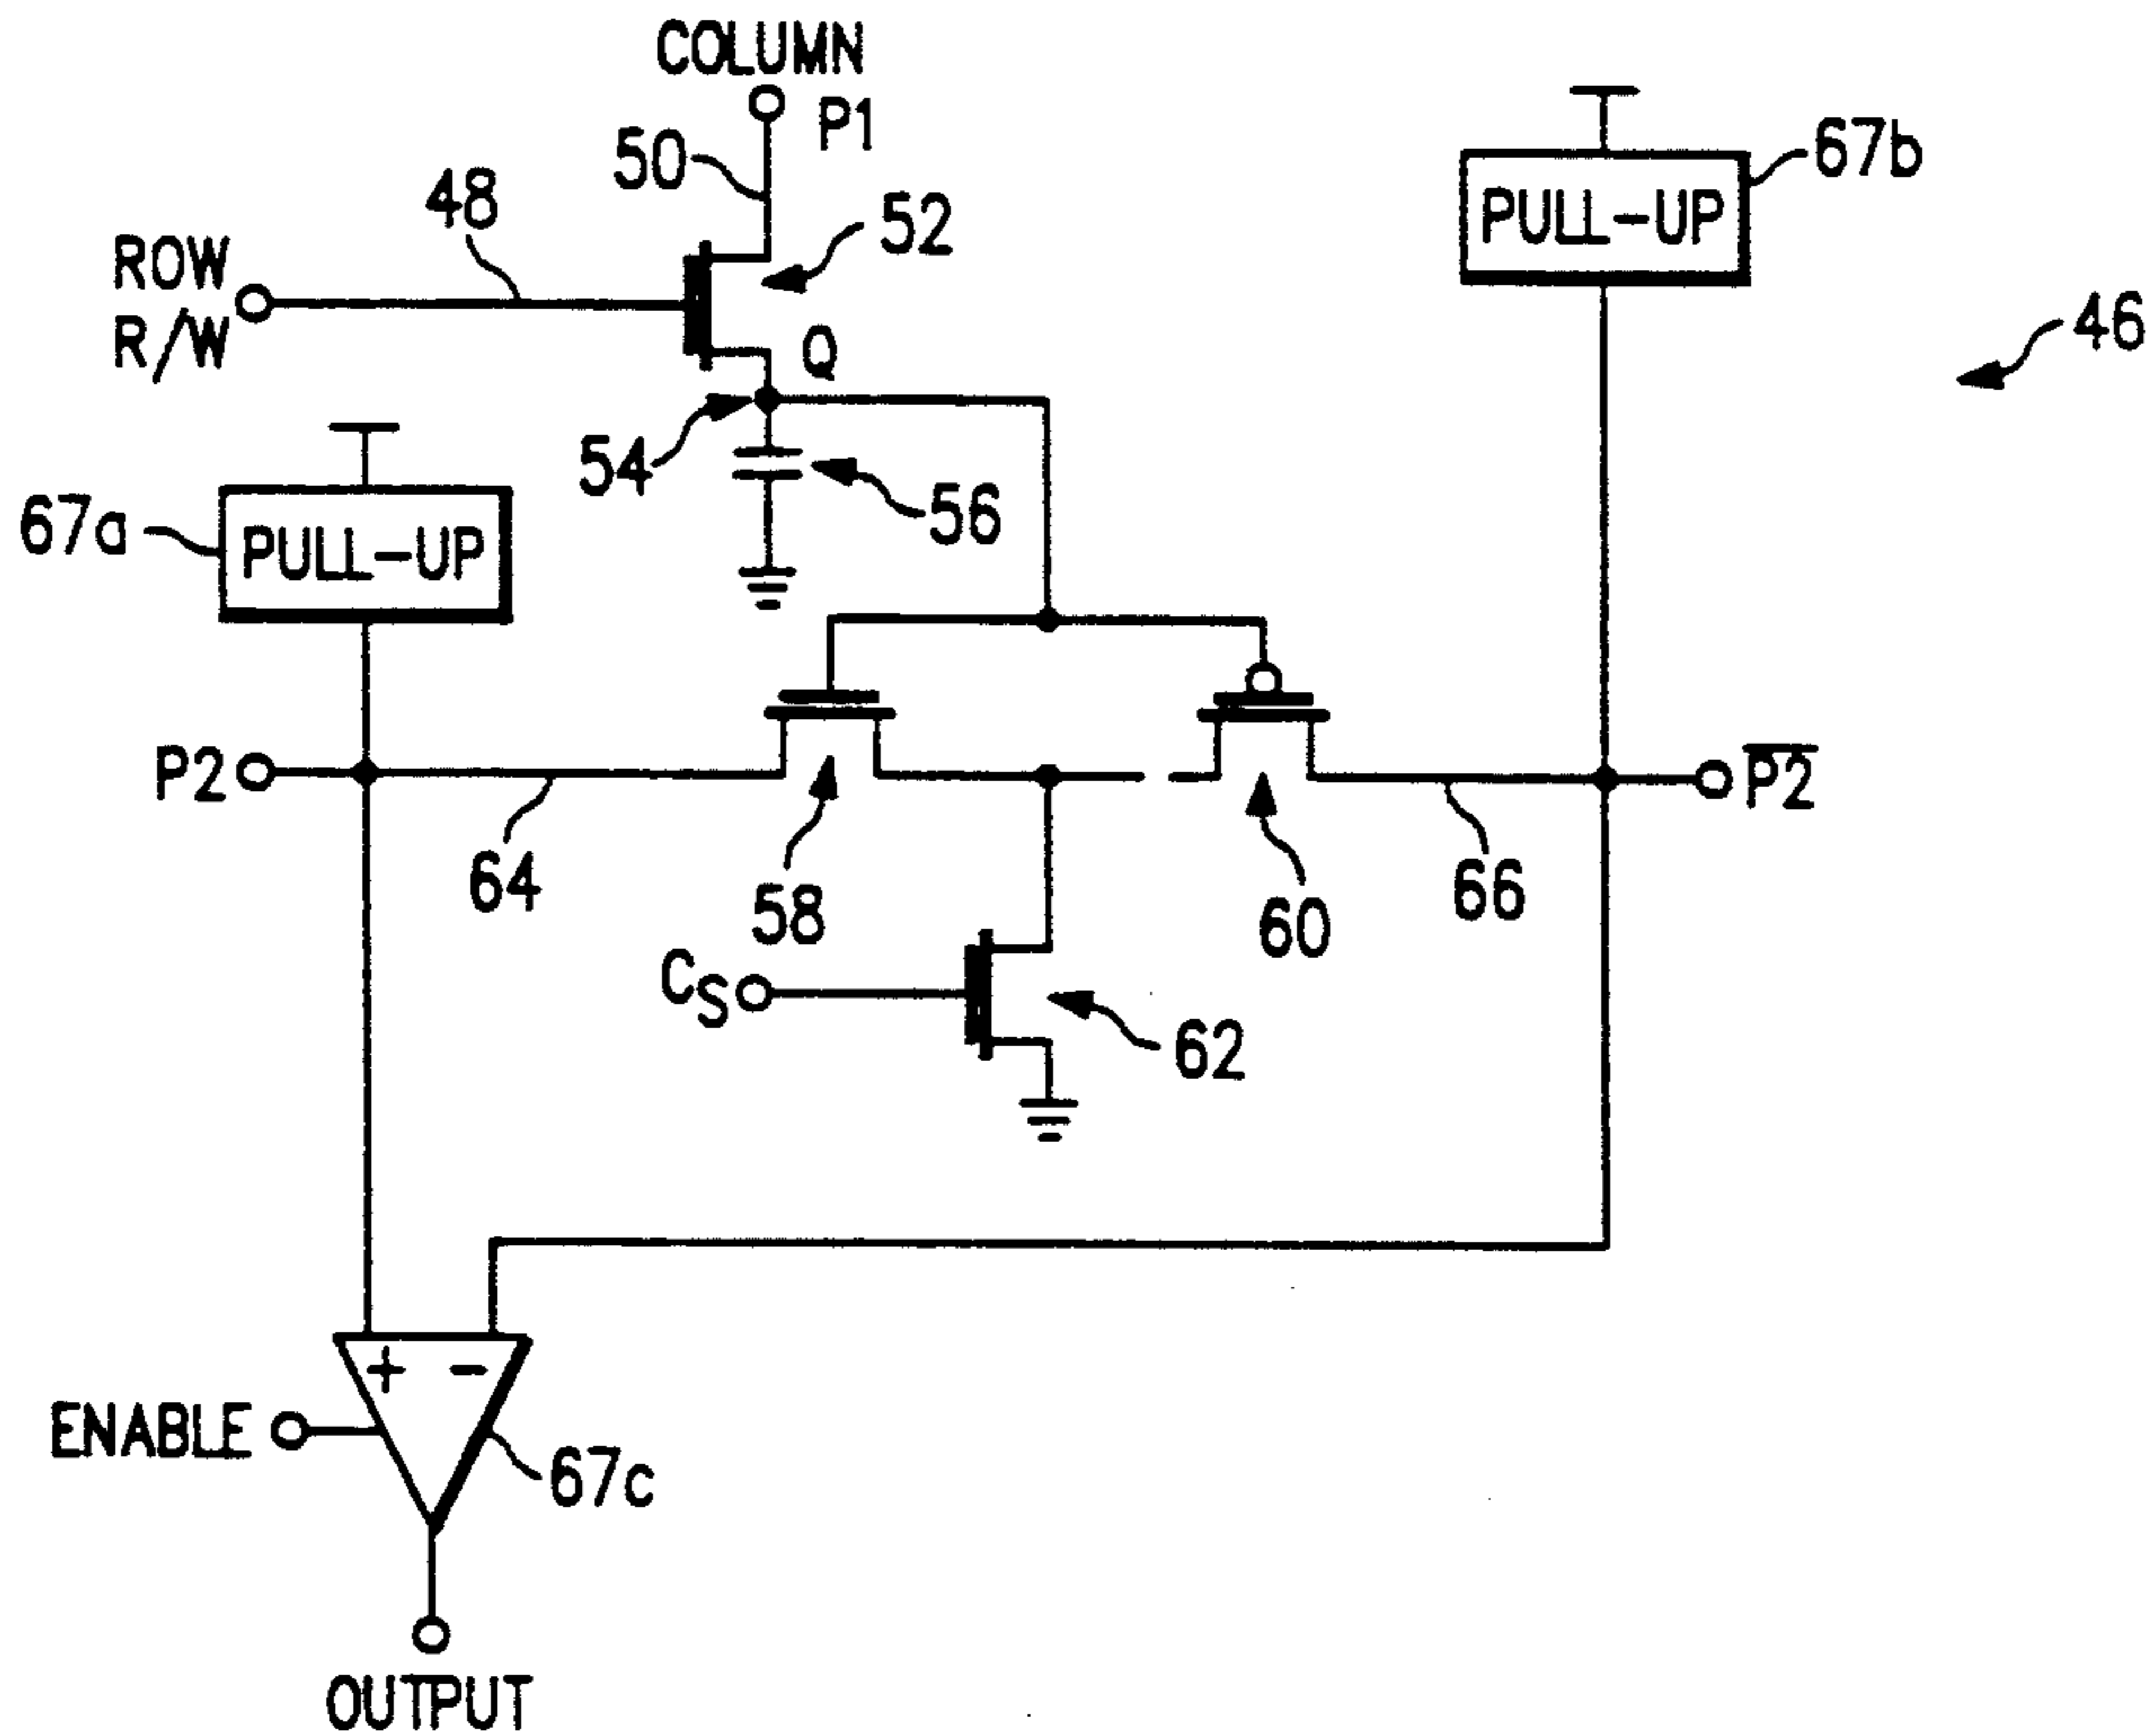 COLUMN
P1
50
67b
PULL-UP
48
52
ROW
R/W
46
Q
54
56
67a
PULL-UP
P2
P2
64
58
60
66
CS
62
+ -
ENABLE
67c
OUTPUT